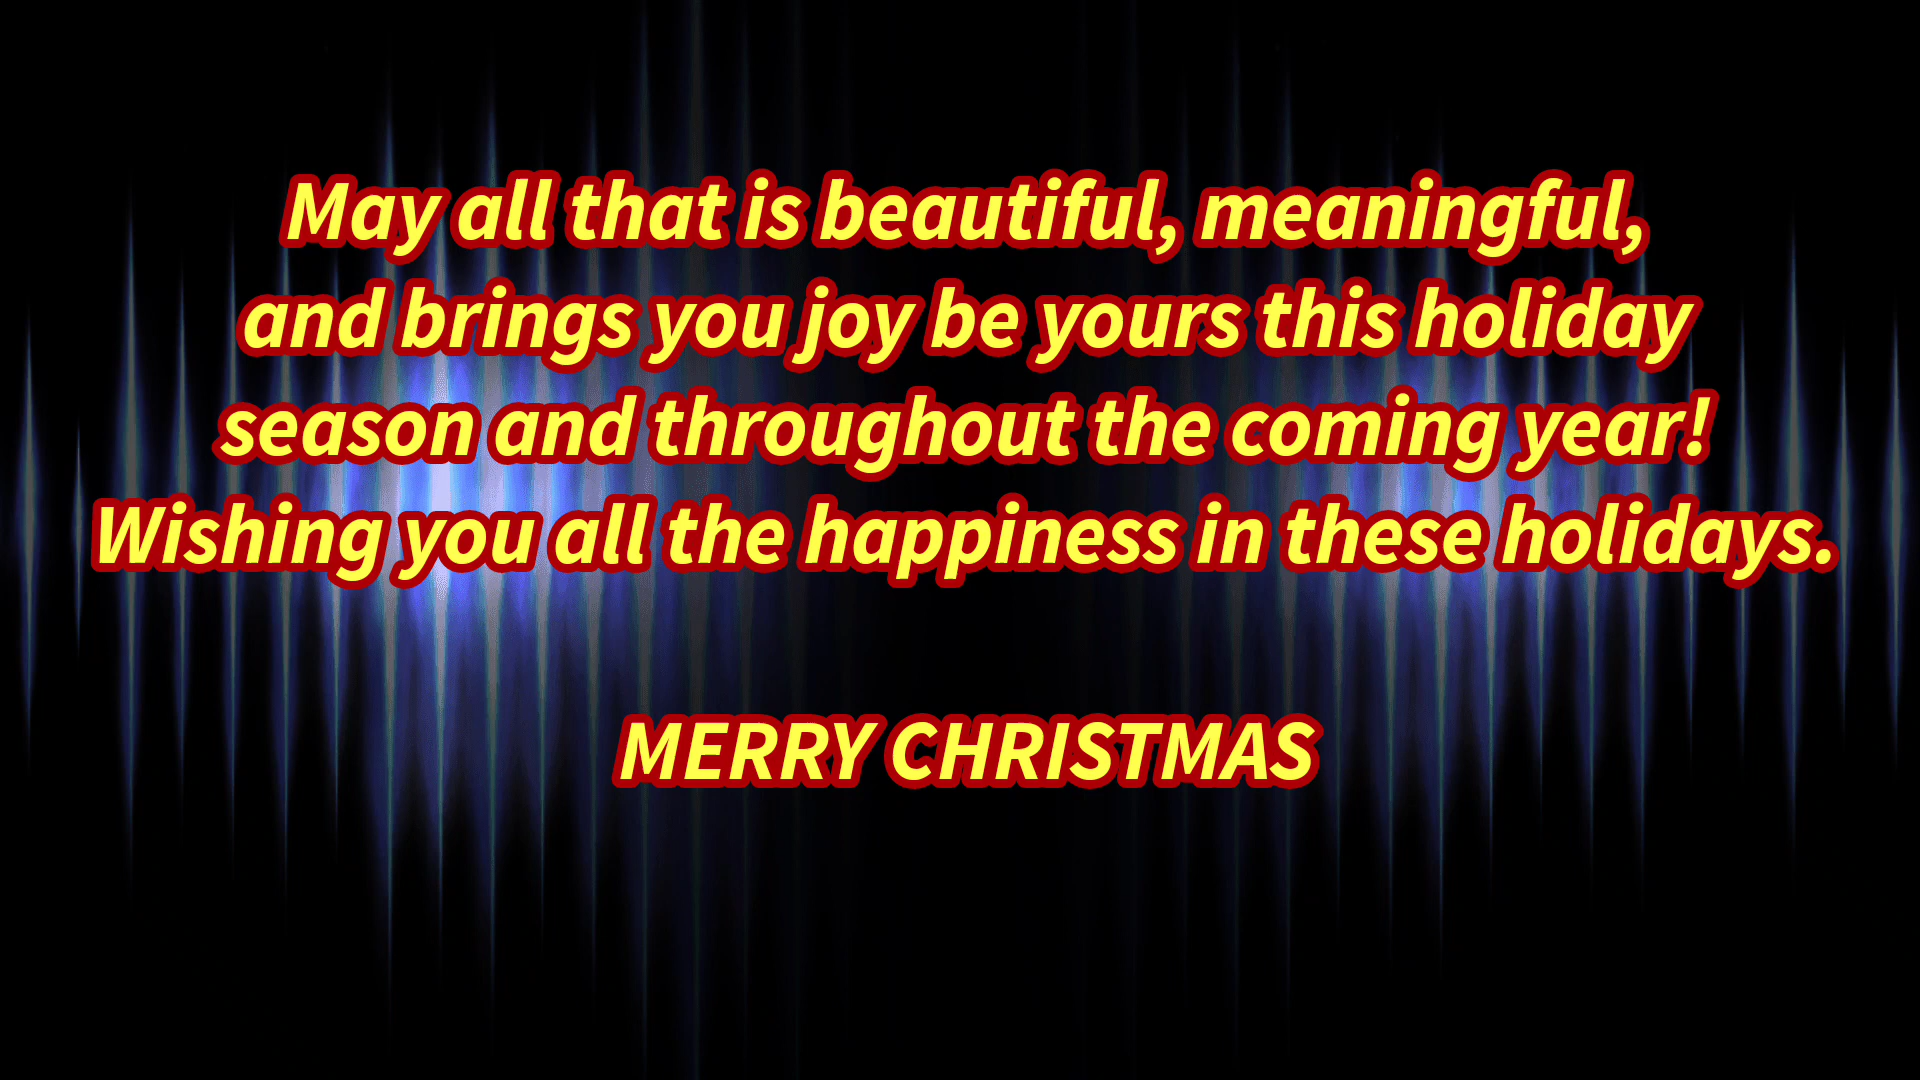 May all that is beautiful, meaningful,
and brings you joy be yours this holiday
season and throughout the coming year!
Wishing you all the happiness in these holidays.
MERRY CHRISTMAS